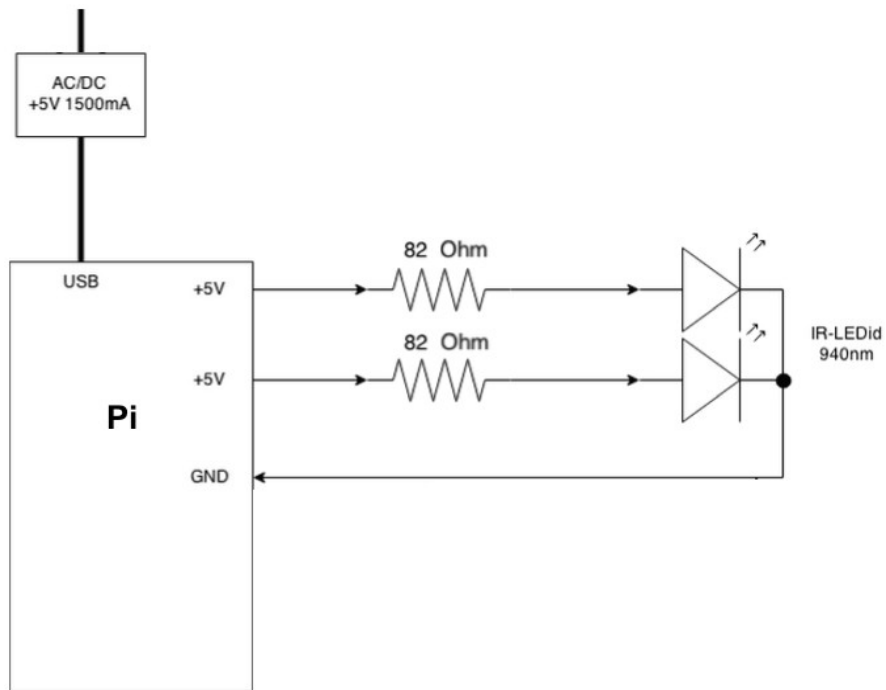 AC/DC
+5V 1500mA
USB
+5V
82 Ohm
+5V
82 Ohm
IR-LEDid
940nm
Pi
GND